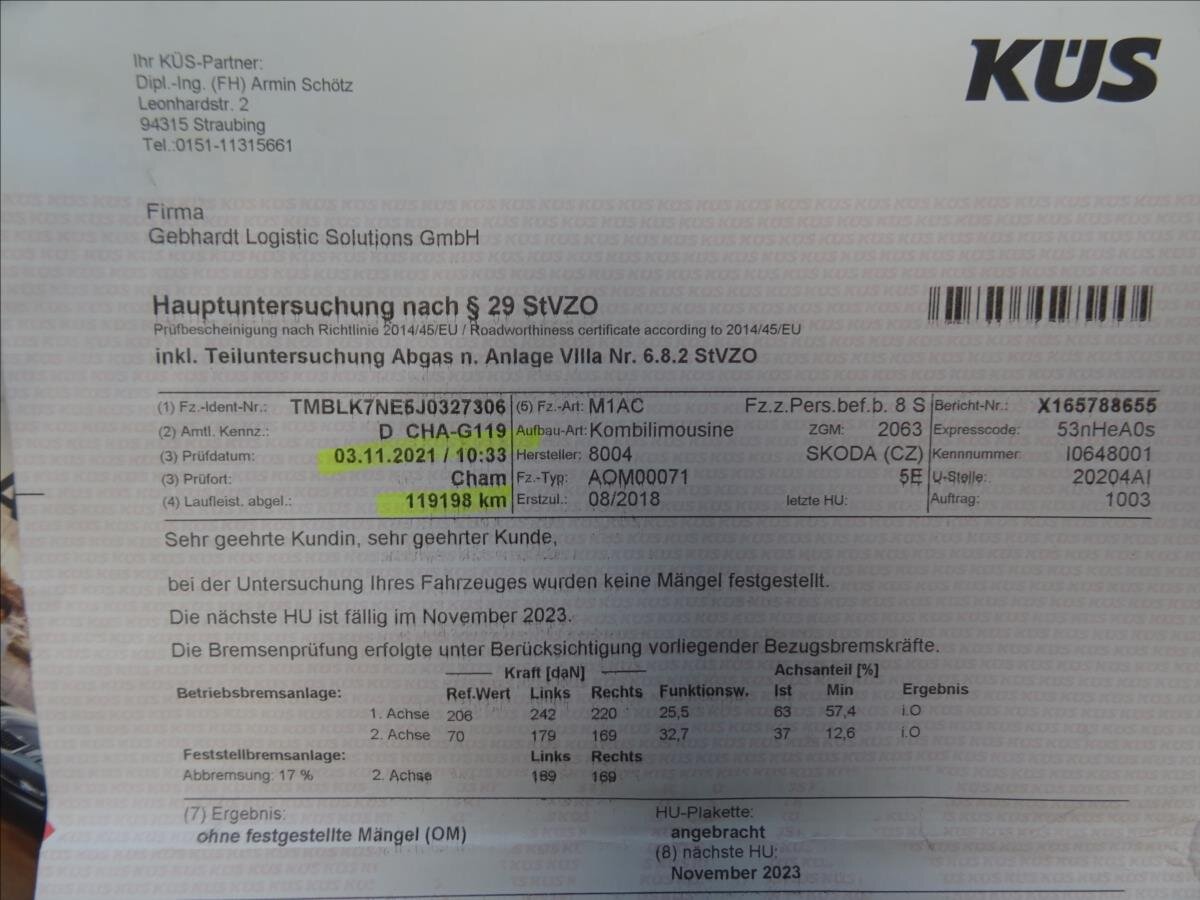 KÜS
Ihr KÜS-Partner:
Dipl.-Ing. (FH) Armin Schötz
Leonhardstr. 2
94315 Straubing
Tel.:0151-11315661
Firma
Gebhardt Logistic Solutions GmbH
Hauptuntersuchung nach § 29 StVZO
Prüfbescheinigung nach Richtlinie 2014/45/EU / Roadworthiness certificate according to 2014/45/EU
inkl. Teiluntersuchung Abgas n. Anlage VIIIa Nr. 6.8.2 StVZO
(1) Fz.-Ident-Nr.: TMBLK7NE5J0327306 (5) Fz.-Art: M1AC Fz.z.Pers.bef.b. 8 S Bericht-Nr.: X165788655
(2) Amtl. Kennz.: D CHA-G119 Aufbau-Art: Kombilimousine ZGM: 2063 Expresscode: 53nHeA0s
(3) Prüfdatum: 03.11.2021 / 10:33 Hersteller: 8004 SKODA (CZ) Kennnummer I0648001
(3) Prüfort: Cham Fz.-Typ: AOM00071 5E U-Stelle: 20204AI
(4) Laufleist. abgel.: 119198 km Erstzul.: 08/2018 letzte HU: Auftrag: 1003
Sehr geehrte Kundin, sehr geehrter Kunde,
bei der Untersuchung Ihres Fahrzeuges wurden keine Mängel festgestellt.
Die nächste HU ist fällig im November 2023.
Die Bremsenprüfung erfolgte unter Berücksichtigung vorliegender Bezugsbremskräfte.
Kraft [daN] Achsanteil [%]
Betriebsbremsanlage: Ref.Wert Links Rechts Funktionsw. Ist Min Ergebnis
1. Achse 206 242 220 25,5 63 57,4 i.O
2. Achse 70 179 169 32,7 37 12,6 i.O
Feststellbremsanlage: Links Rechts
Abbremsung: 17 % 2. Achse 189 169
(7) Ergebnis: HU-Plakette:
ohne festgestellte Mängel (OM) angebracht
(8) nächste HU:
November 2023